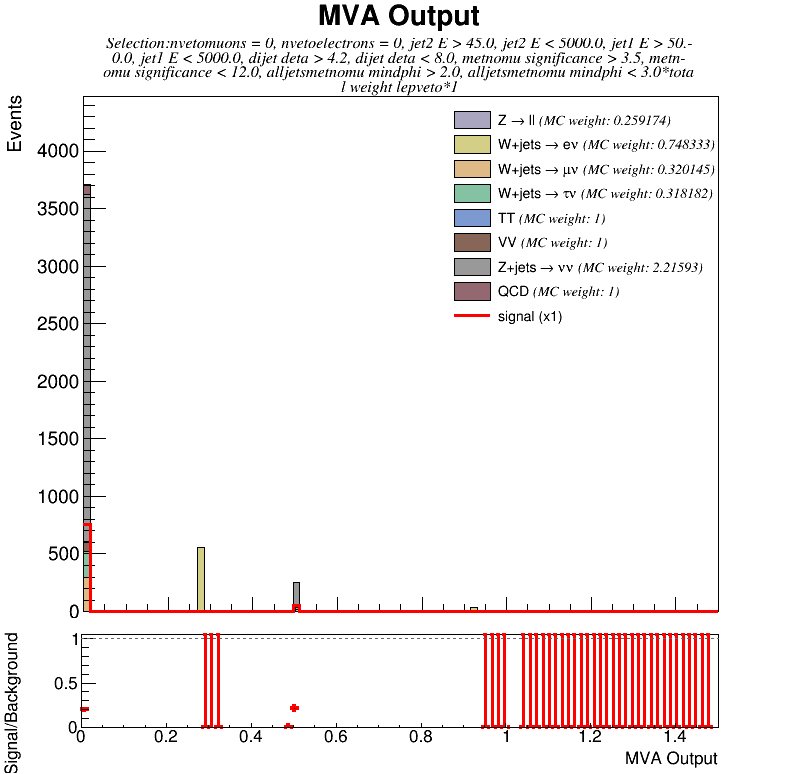 MVA Output
Selection:nvetomuons = 0, nvetoelectrons = 0, jet2 E > 45.0, jet2 E < 5000.0, jet1 E > 50.-
0.0, jet1 E < 5000.0, dijet deta > 4.2, dijet deta < 8.0, metnomu significance > 3.5, metn-
omu significance < 12.0, alljetsmetnomu mindphi > 2.0, alljetsmetnomu mindphi < 3.0*tota
l weight lepveto*1
Events
4000
3500
3000
2500
2000
1500
1000
500
0
Z → ll (MC weight: 0.259174)
W+jets → eν (MC weight: 0.748333)
W+jets → μν (MC weight: 0.320145)
W+jets → τν (MC weight: 0.318182)
TT (MC weight: 1)
VV (MC weight: 1)
Z+jets → νν (MC weight: 2.21593)
QCD (MC weight: 1)
signal (x1)
Signal/Background
1
0.5
0
0 0.2 0.4 0.6 0.8 1 1.2 1.4
MVA Output